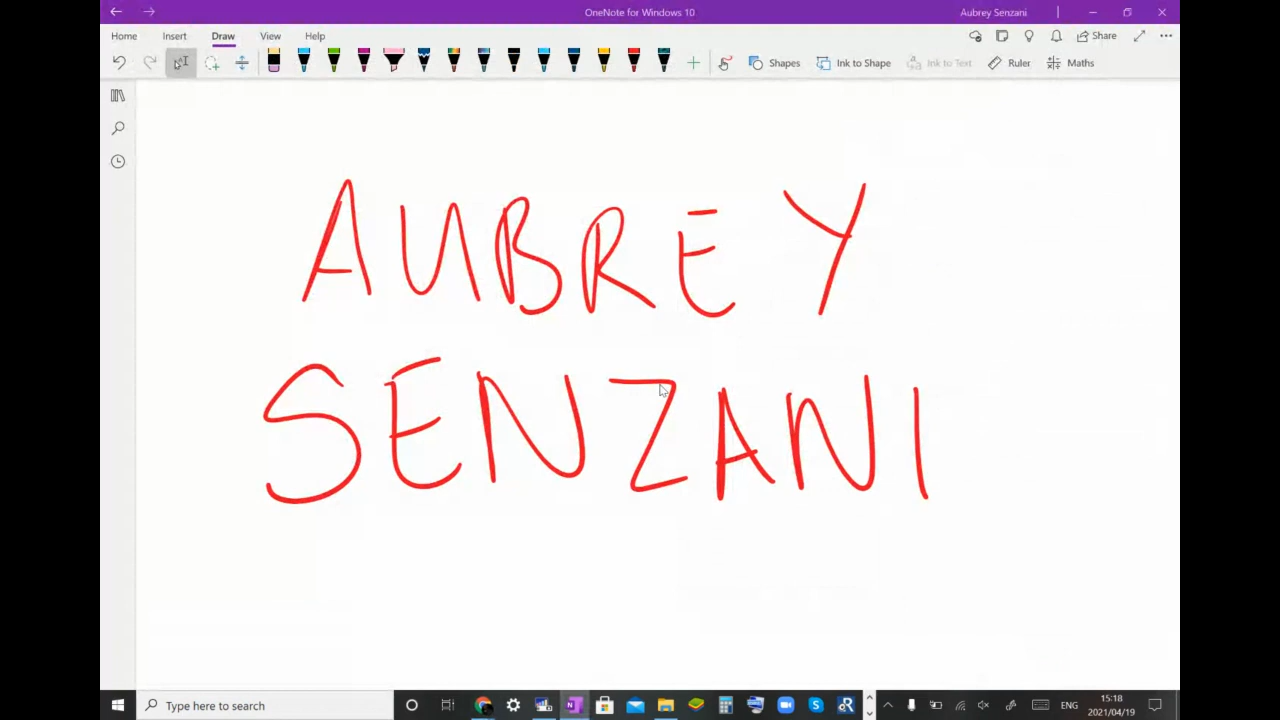 OneNote for Windows 10
Aubrey Senzani
Home Insert Draw View Help
Share
Shapes Ink to Shape Ink to Text Ruler Maths
AUBREY
SENZANI
Type here to search
ENG
15:18
2021/04/19